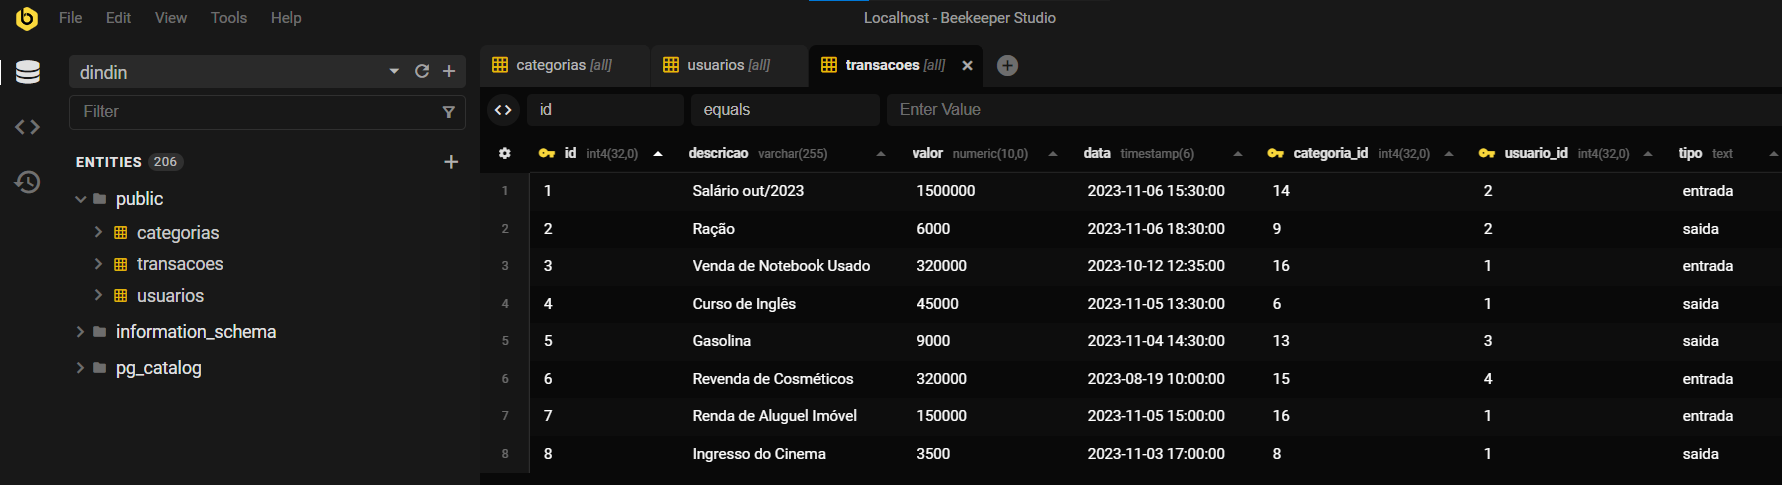 File Edit View Tools Help
Localhost - Beekeeper Studio
dindin
Filter
ENTITIES 206
public
categorias
transacoes
usuarios
information_schema
pg_catalog
categorias [all] usuarios [all] transacoes [all]
id equals Enter Value
id int4(32,0) descricao varchar(255) valor numeric(10,0) data timestamp(6) categoria_id int4(32,0) usuario_id int4(32,0) tipo text
1 1 Salário out/2023 1500000 2023-11-06 15:30:00 14 2 entrada
2 2 Ração 6000 2023-11-06 18:30:00 9 2 saida
3 3 Venda de Notebook Usado 320000 2023-10-12 12:35:00 16 1 entrada
4 4 Curso de Inglês 45000 2023-11-05 13:30:00 6 1 saida
5 5 Gasolina 9000 2023-11-04 14:30:00 13 3 saida
6 6 Revenda de Cosméticos 320000 2023-08-19 10:00:00 15 4 entrada
7 7 Renda de Aluguel Imóvel 150000 2023-11-05 15:00:00 16 1 entrada
8 8 Ingresso do Cinema 3500 2023-11-03 17:00:00 8 1 saida